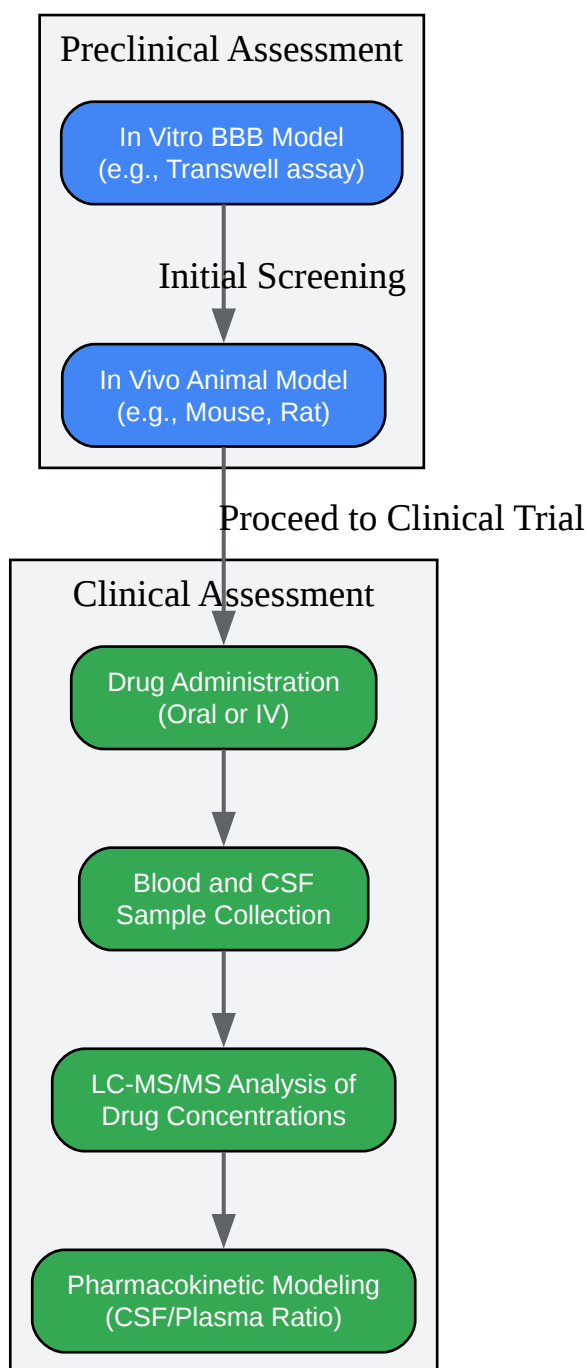 Preclinical Assessment
In Vitro BBB Model
(e.g., Transwell assay)
Initial Screening
In Vivo Animal Model
(e.g., Mouse, Rat)
Proceed to Clinical Trial
Clinical Assessment
Drug Administration
(Oral or IV)
Blood and CSF
Sample Collection
LC-MS/MS Analysis of
Drug Concentrations
Pharmacokinetic Modeling
(CSF/Plasma Ratio)